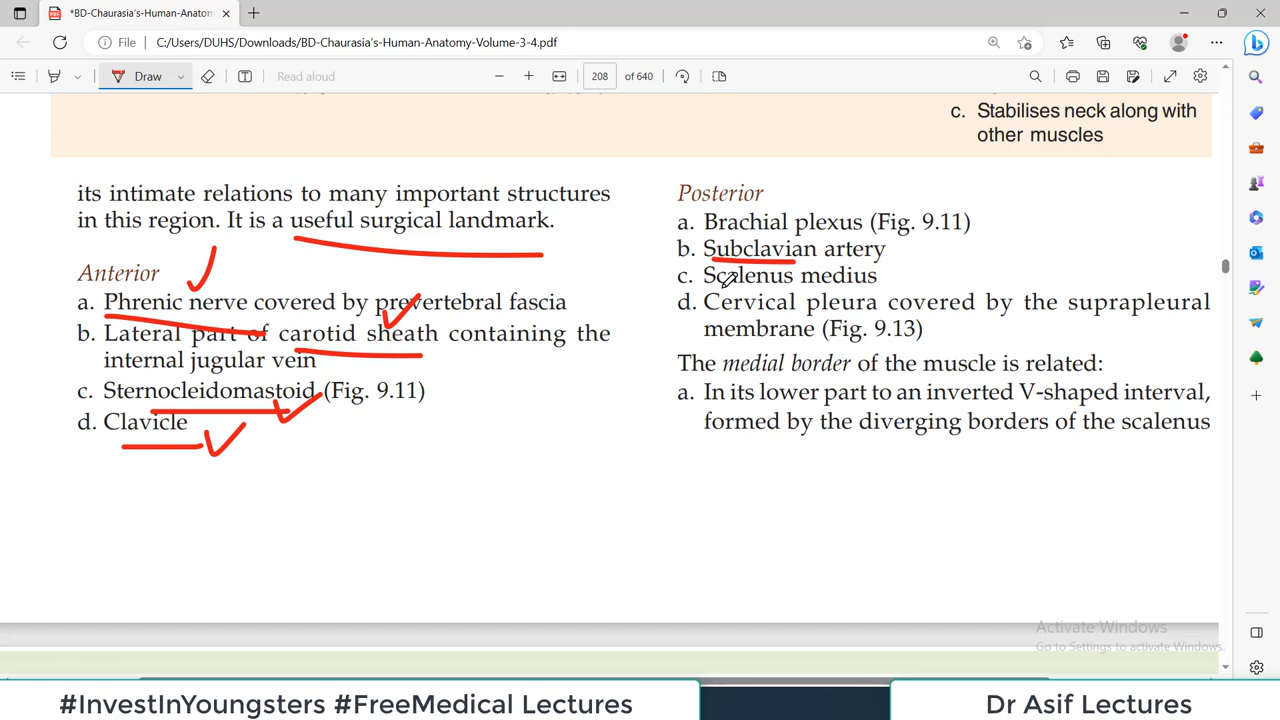 *BD-Chaurasia's-Human-Anatom
File
C:/Users/DUHS/Downloads/BD-Chaurasia's-Human-Anatomy-Volume-3-4.pdf
Draw
Read aloud
208 of 640
c. Stabilises neck along with
other muscles
its intimate relations to many important structures
in this region. It is a useful surgical landmark.
Anterior
a. Phrenic nerve covered by prevertebral fascia
b. Lateral part of carotid sheath containing the
internal jugular vein
c. Sternocleidomastoid (Fig. 9.11)
d. Clavicle
Posterior
a. Brachial plexus (Fig. 9.11)
b. Subclavian artery
c. Scalenus medius
d. Cervical pleura covered by the suprapleural
membrane (Fig. 9.13)
The medial border of the muscle is related:
a. In its lower part to an inverted V-shaped interval,
formed by the diverging borders of the scalenus
Activate Windows
Go to Settings to activate Windows.
#InvestInYoungsters #FreeMedical Lectures
Dr Asif Lectures